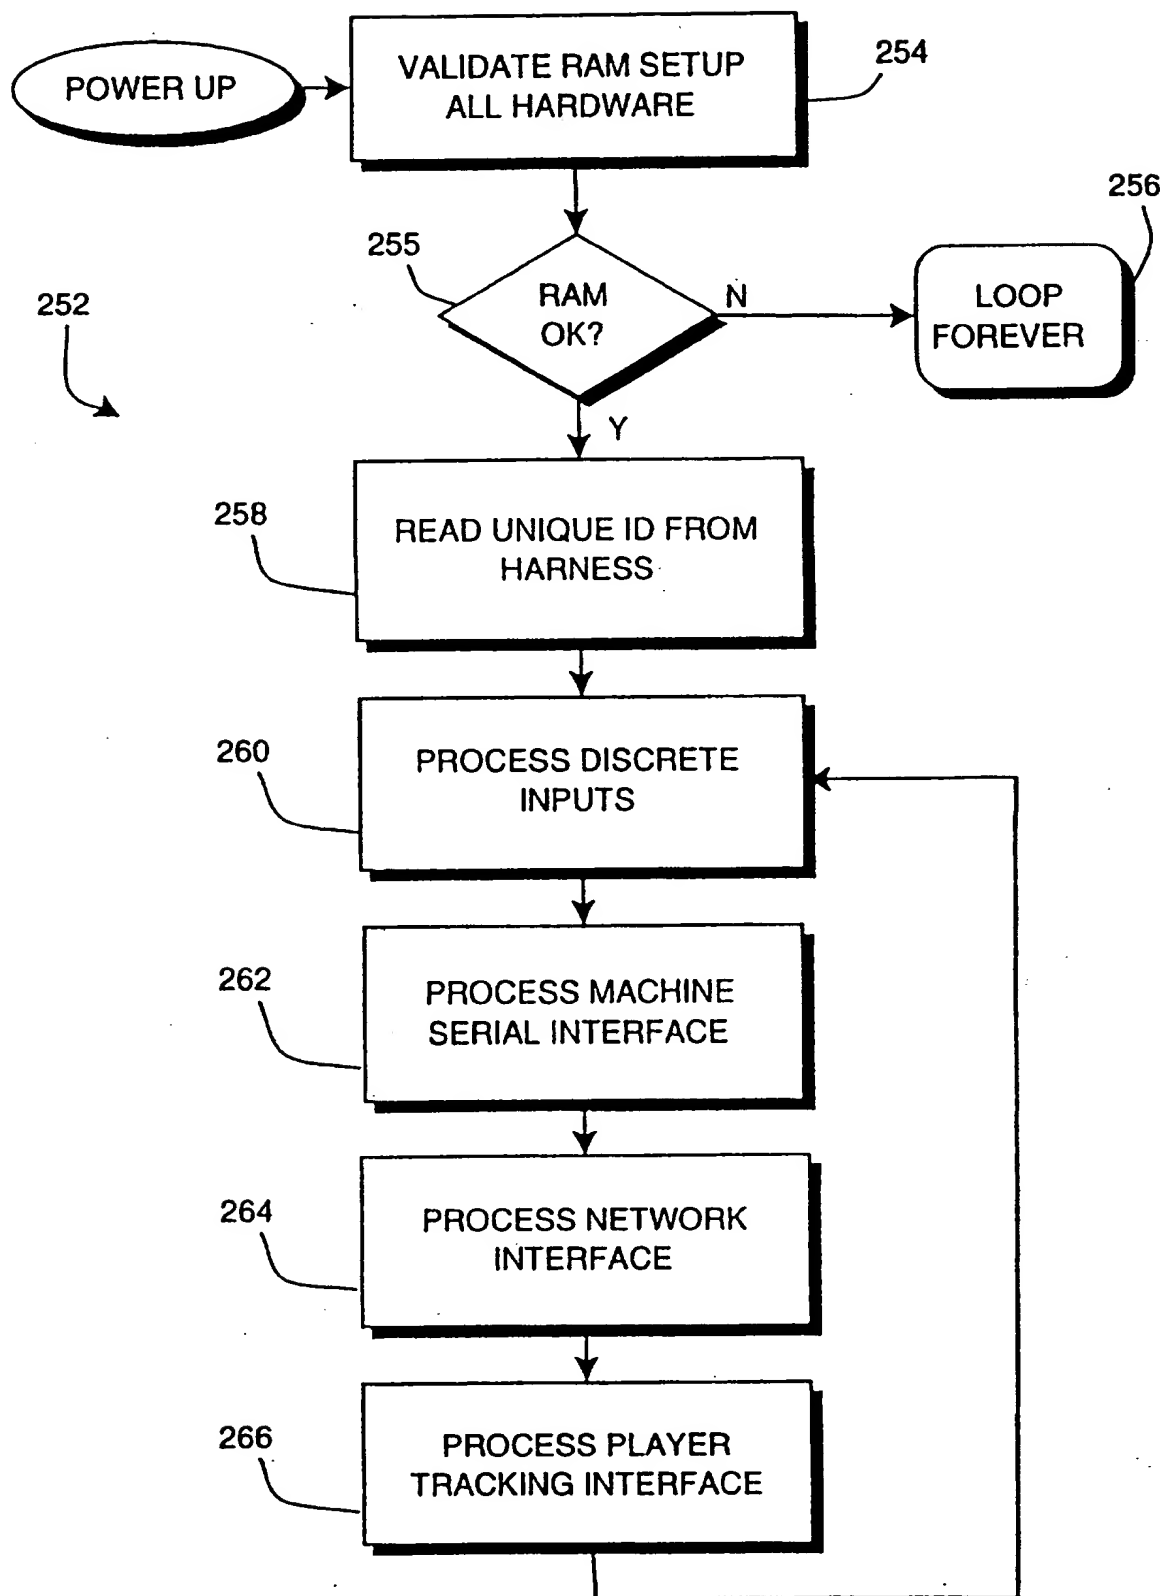 POWER UP
VALIDATE RAM SETUP
ALL HARDWARE
254
256
255
RAM
OK?
N
LOOP
FOREVER
252
Y
258
READ UNIQUE ID FROM
HARNESS
260
PROCESS DISCRETE
INPUTS
262
PROCESS MACHINE
SERIAL INTERFACE
264
PROCESS NETWORK
INTERFACE
266
PROCESS PLAYER
TRACKING INTERFACE